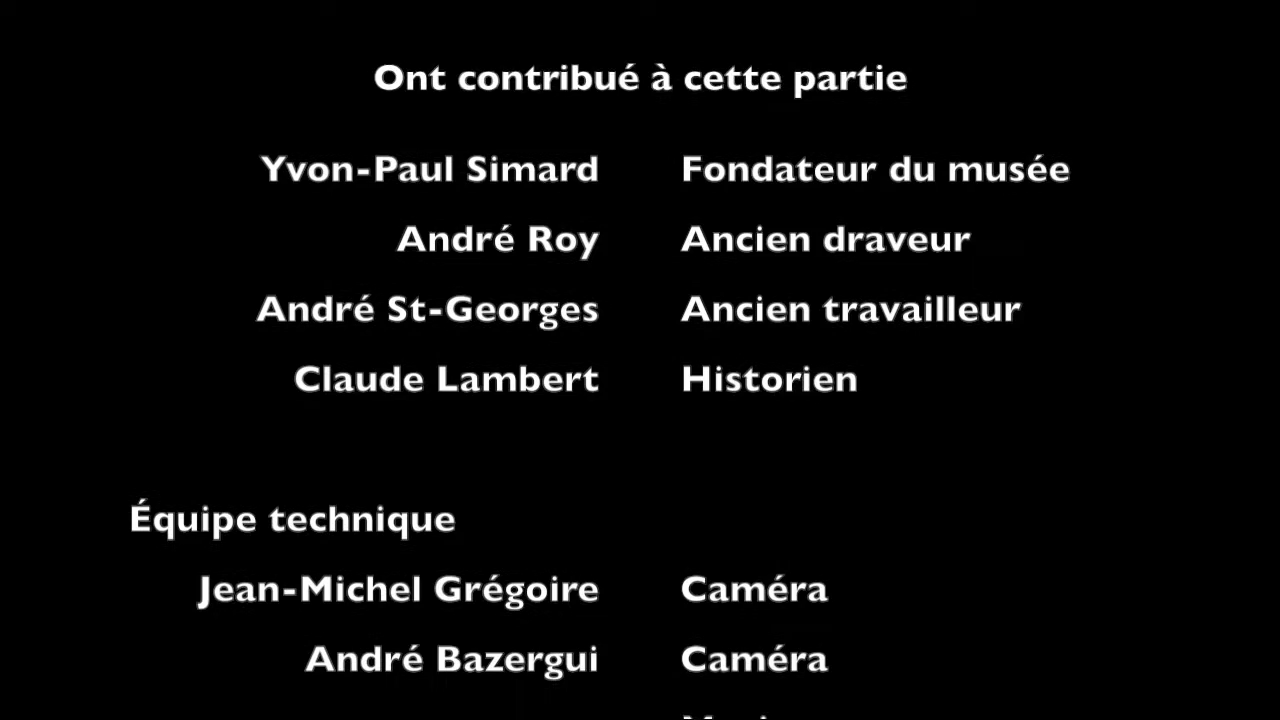 Ont contribué à cette partie
Yvon-Paul Simard Fondateur du musée
André Roy Ancien draveur
André St-Georges Ancien travailleur
Claude Lambert Historien
Équipe technique
Jean-Michel Grégoire Caméra
André Bazergui Caméra